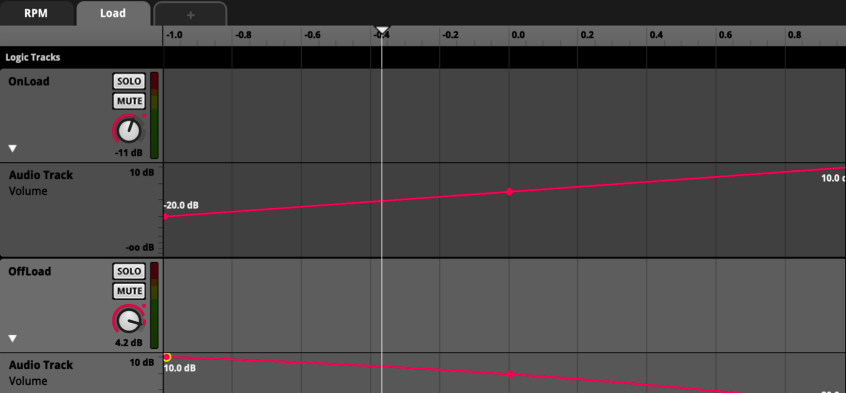 RPM
Load
+
-1.0 -0.8 -0.6 -0.4 -0.2 0.0 0.2 0.4 0.6 0.8
Logic Tracks
OnLoad
SOLO
MUTE
-11 dB
Audio Track
Volume
10 dB
-oo dB
-20.0 dB
10.0
OffLoad
SOLO
MUTE
4.2 dB
Audio Track
Volume
10 dB
10.0 dB